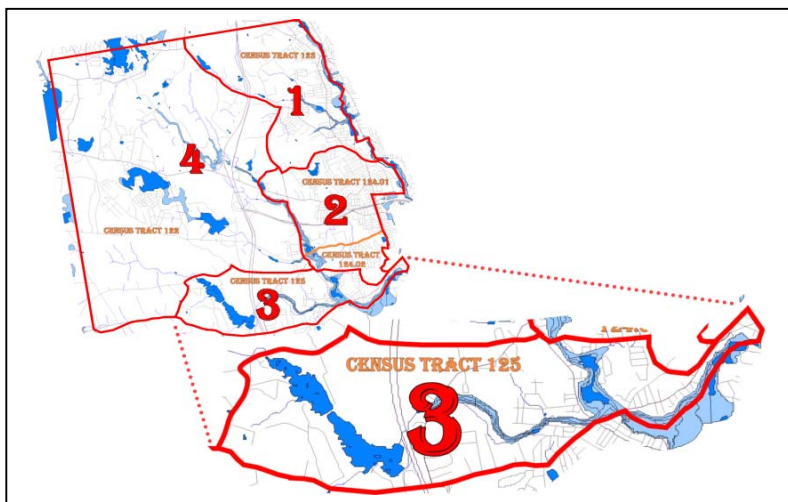 CENSUS TRACT 123
1
4
CENSUS TRACT 124.01
2
CENSUS TRACT 122
CENSUS TRACT
124.02
CENSUS TRACT 125
3
CENSUS TRACT 125
3